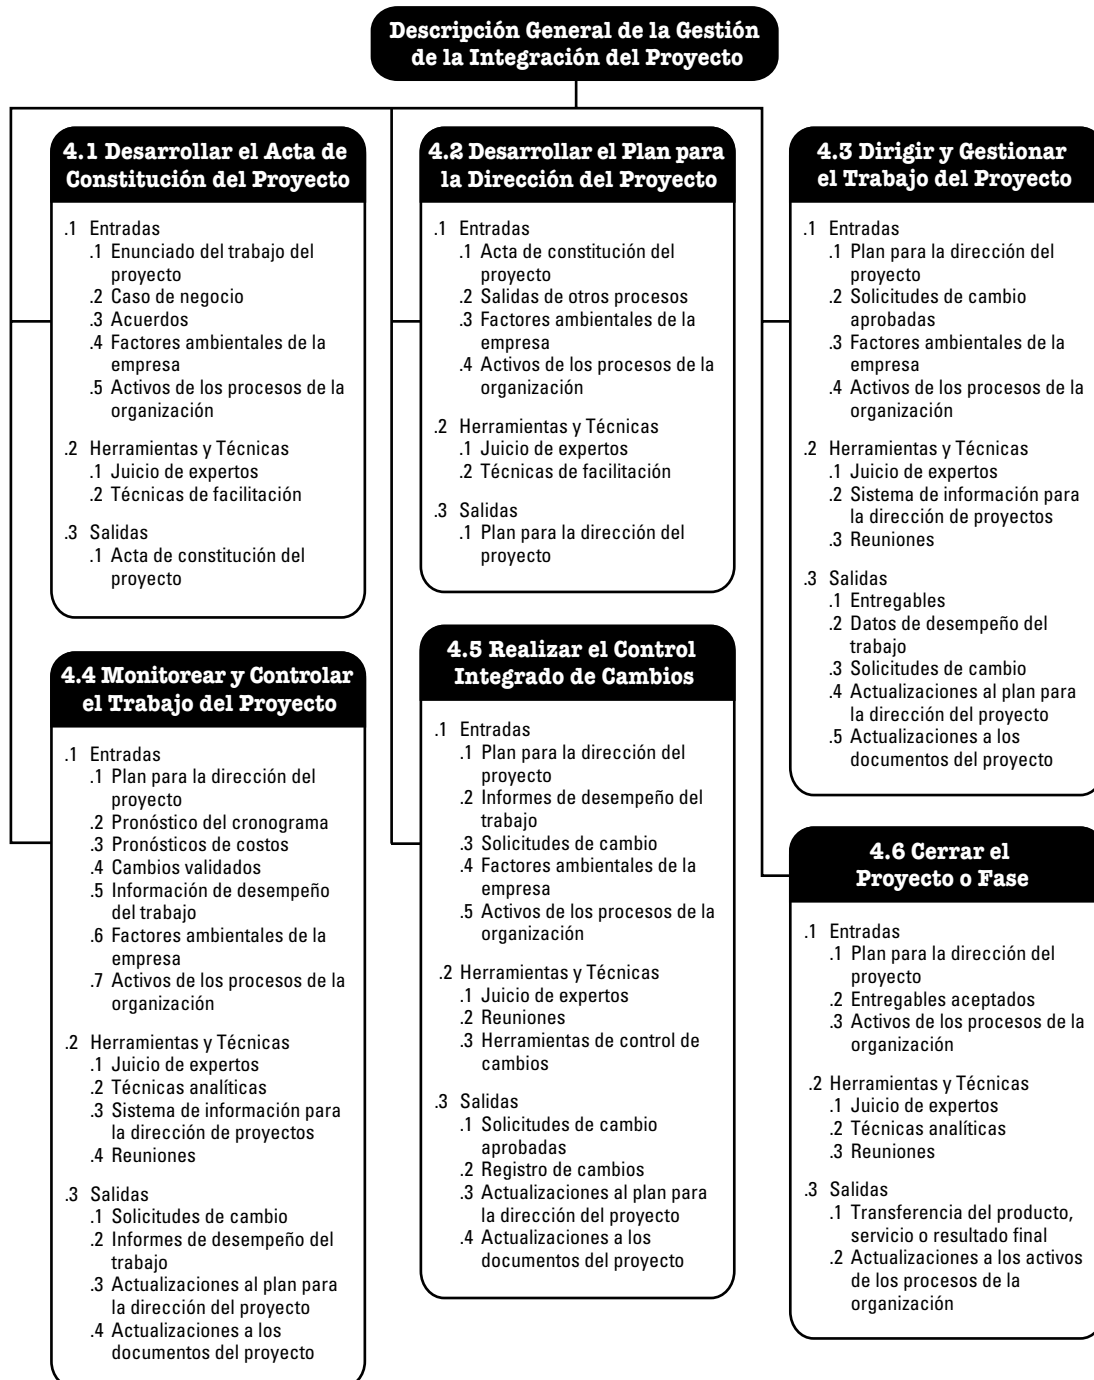 Descripción General de la Gestión
de la Integración del Proyecto
4.1 Desarrollar el Acta de
Constitución del Proyecto
.1 Entradas
.1 Enunciado del trabajo del
proyecto
.2 Caso de negocio
.3 Acuerdos
.4 Factores ambientales de la
empresa
.5 Activos de los procesos de la
organización
.2 Herramientas y Técnicas
.1 Juicio de expertos
.2 Técnicas de facilitación
.3 Salidas
.1 Acta de constitución del
proyecto
4.2 Desarrollar el Plan para
la Dirección del Proyecto
.1 Entradas
.1 Acta de constitución del
proyecto
.2 Salidas de otros procesos
.3 Factores ambientales de la
empresa
.4 Activos de los procesos de la
organización
.2 Herramientas y Técnicas
.1 Juicio de expertos
.2 Técnicas de facilitación
.3 Salidas
.1 Plan para la dirección del
proyecto
4.3 Dirigir y Gestionar
el Trabajo del Proyecto
.1 Entradas
.1 Plan para la dirección del
proyecto
.2 Solicitudes de cambio
aprobadas
.3 Factores ambientales de la
empresa
.4 Activos de los procesos de la
organización
.2 Herramientas y Técnicas
.1 Juicio de expertos
.2 Sistema de información para
la dirección de proyectos
.3 Reuniones
.3 Salidas
.1 Entregables
.2 Datos de desempeño del
trabajo
.3 Solicitudes de cambio
.4 Actualizaciones al plan para
la dirección del proyecto
.5 Actualizaciones a los
documentos del proyecto
4.4 Monitorear y Controlar
el Trabajo del Proyecto
.1 Entradas
.1 Plan para la dirección del
proyecto
.2 Pronóstico del cronograma
.3 Pronósticos de costos
.4 Cambios validados
.5 Información de desempeño
del trabajo
.6 Factores ambientales de la
empresa
.7 Activos de los procesos de la
organización
.2 Herramientas y Técnicas
.1 Juicio de expertos
.2 Técnicas analíticas
.3 Sistema de información para
la dirección de proyectos
.4 Reuniones
.3 Salidas
.1 Solicitudes de cambio
.2 Informes de desempeño del
trabajo
.3 Actualizaciones al plan para
la dirección del proyecto
.4 Actualizaciones a los
documentos del proyecto
4.5 Realizar el Control
Integrado de Cambios
.1 Entradas
.1 Plan para la dirección del
proyecto
.2 Informes de desempeño del
trabajo
.3 Solicitudes de cambio
.4 Factores ambientales de la
empresa
.5 Activos de los procesos de la
organización
.2 Herramientas y Técnicas
.1 Juicio de expertos
.2 Reuniones
.3 Herramientas de control de
cambios
.3 Salidas
.1 Solicitudes de cambio
aprobadas
.2 Registro de cambios
.3 Actualizaciones al plan para
la dirección del proyecto
.4 Actualizaciones a los
documentos del proyecto
4.6 Cerrar el
Proyecto o Fase
.1 Entradas
.1 Plan para la dirección del
proyecto
.2 Entregables aceptados
.3 Activos de los procesos de la
organización
.2 Herramientas y Técnicas
.1 Juicio de expertos
.2 Técnicas analíticas
.3 Reuniones
.3 Salidas
.1 Transferencia del producto,
servicio o resultado final
.2 Actualizaciones a los activos
de los procesos de la
organización